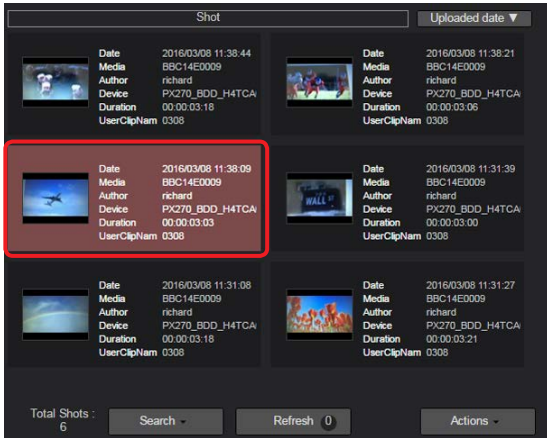 Shot
Uploaded date ▼
Date 2016/03/08 11:38:44
Media BBC14E0009
Author richard
Device PX270_BDD_H4TCA
Duration 00:00:03:18
UserClipNam 0308
Date 2016/03/08 11:38:21
Media BBC14E0009
Author richard
Device PX270_BDD_H4TCA
Duration 00:00:03:06
UserClipNam 0308
Date 2016/03/08 11:38:09
Media BBC14E0009
Author richard
Device PX270_BDD_H4TCA
Duration 00:00:03:03
UserClipNam 0308
WALL ST
Date 2016/03/08 11:31:39
Media BBC14E0009
Author richard
Device PX270_BDD_H4TCA
Duration 00:00:03:00
UserClipNam 0308
Date 2016/03/08 11:31:08
Media BBC14E0009
Author richard
Device PX270_BDD_H4TCA
Duration 00:00:03:18
UserClipNam 0308
Date 2016/03/08 11:31:27
Media BBC14E0009
Author richard
Device PX270_BDD_H4TCA
Duration 00:00:03:21
UserClipNam 0308
Total Shots :
6
Search
Refresh 0
Actions